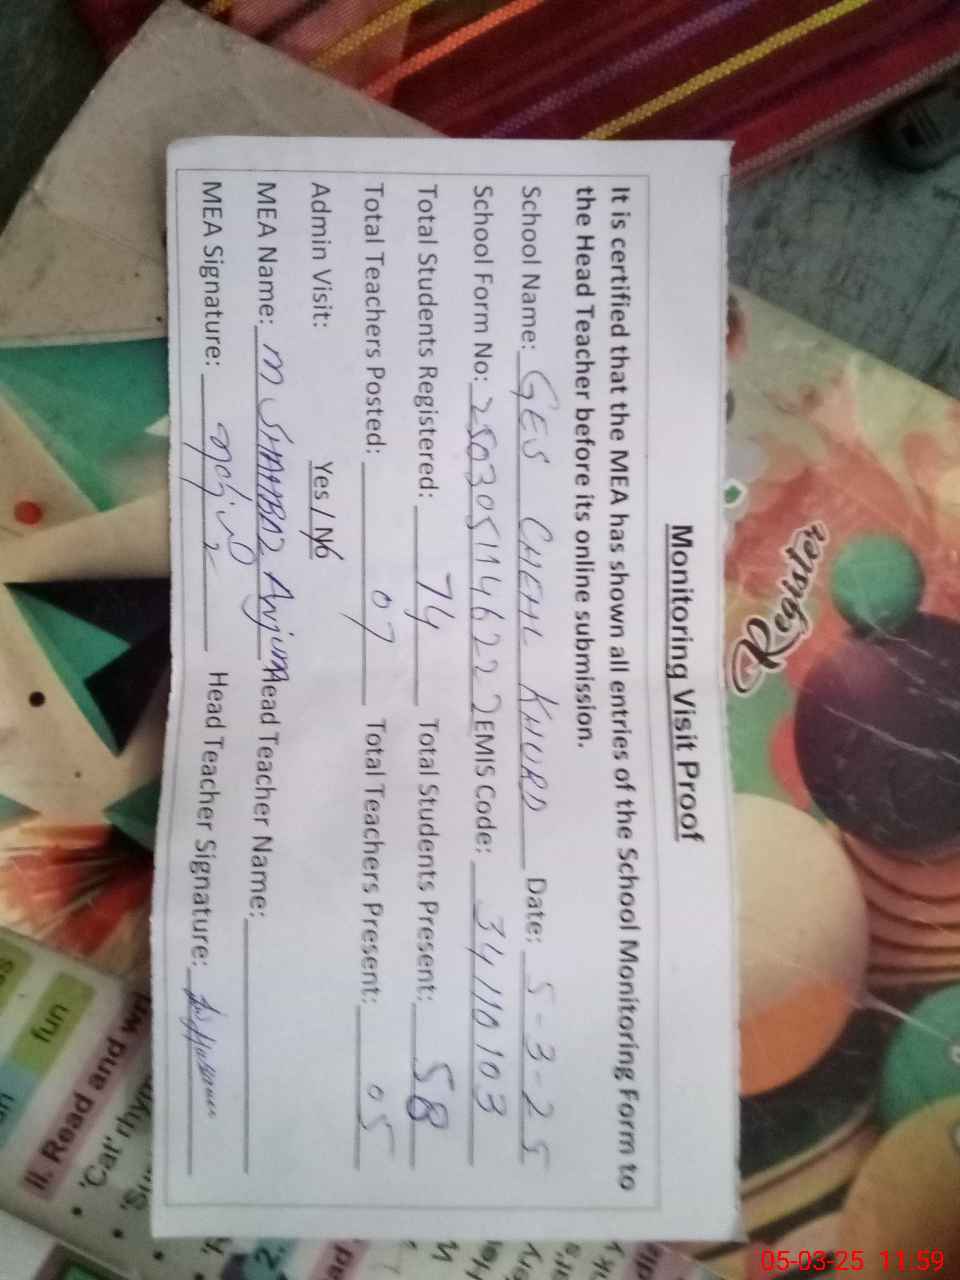 Monitoring Visit Proof
It is certified that the MEA has shown all entries of the School Monitoring Form to
the Head Teacher before its online submission.
School Name: GES CHEHL KHURD Date: 5-3-25
School Form No: 2503051146222 EMIS Code: 34110103
Total Students Registered: 74 Total Students Present: 58
Total Teachers Posted: 07 Total Teachers Present: 05
Admin Visit: Yes / No
MEA Name: M SHAHBAZ Anjum Head Teacher Name:
MEA Signature: Head Teacher Signature:
Register
fun
ii. Read and
'Cat' rhym
2.
05-03-25 11:59